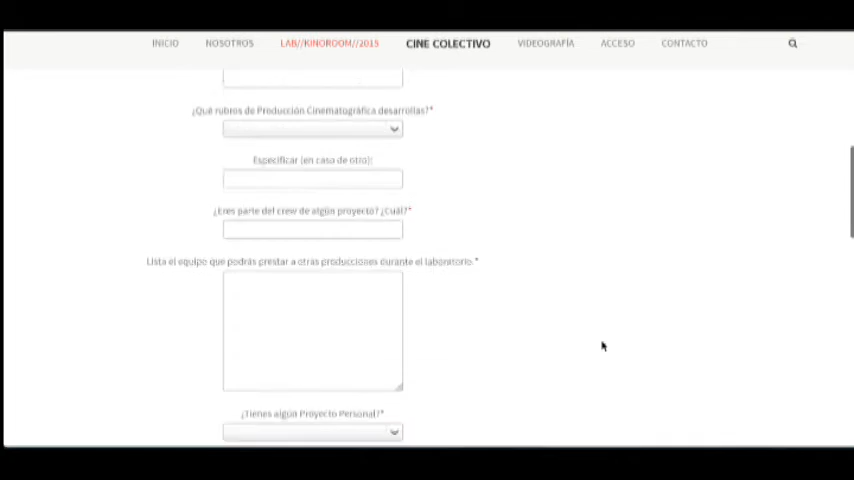 INICIO NOSOTROS LAB//KINOROOM//2015 CINE COLECTIVO VIDEOGRAFÍA ACCESO CONTACTO
¿Qué rubros de Producción Cinematográfica desarrollas?*
Especificar (en caso de otro):
¿Eres parte del crew de algún proyecto? ¿Cuál?*
Lista el equipo que podrás prestar a otras producciones durante el laboratorio.*
¿Tienes algún Proyecto Personal?*